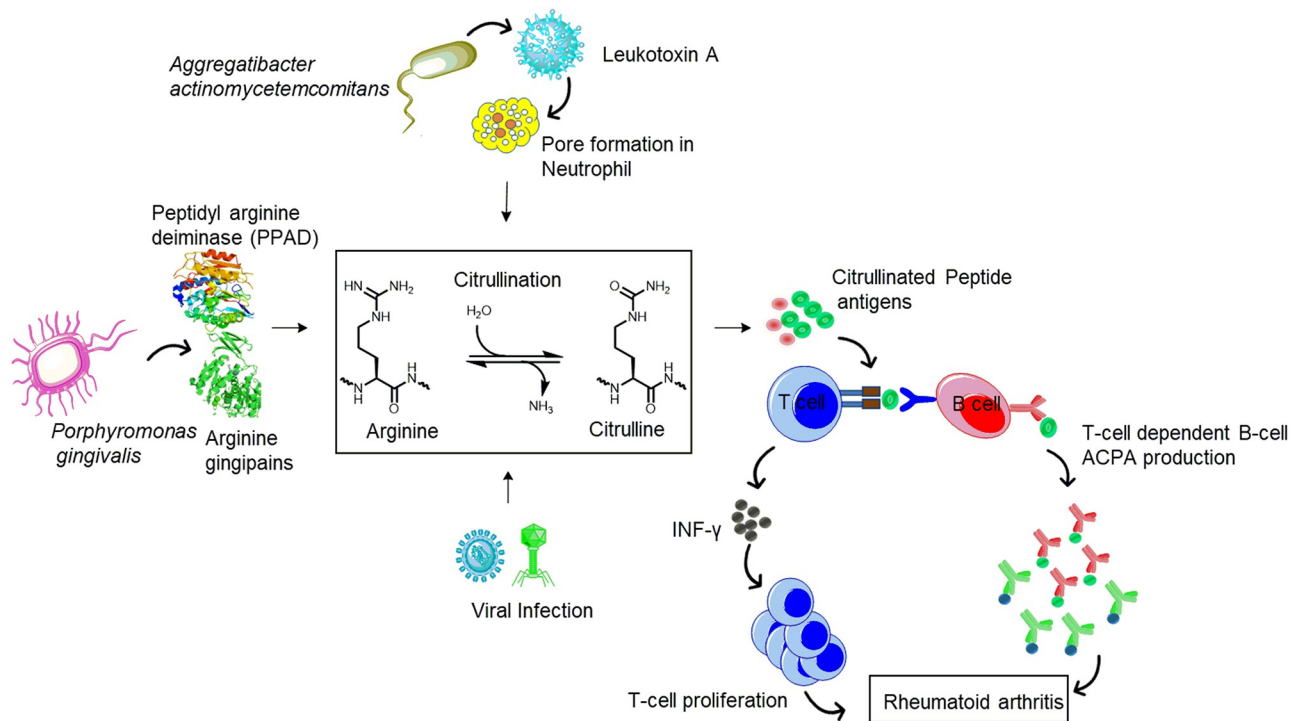 Aggregatibacter
actinomycetemcomitans
Leukotoxin A
Pore formation in
Neutrophil
Peptidyl arginine
deiminase (PPAD)
Porphyromonas
gingivalis
Arginine
gingipains
Citrullination
HN
NH₂
NH
H₂O
N
H
O
H
N
Arginine
NH₃
O
NH₂
NH
N
H
O
H
N
Citrulline
Viral Infection
Citrullinated Peptide
antigens
T cell
B cell
T-cell dependent B-cell
ACPA production
INF-γ
T-cell proliferation
Rheumatoid arthritis